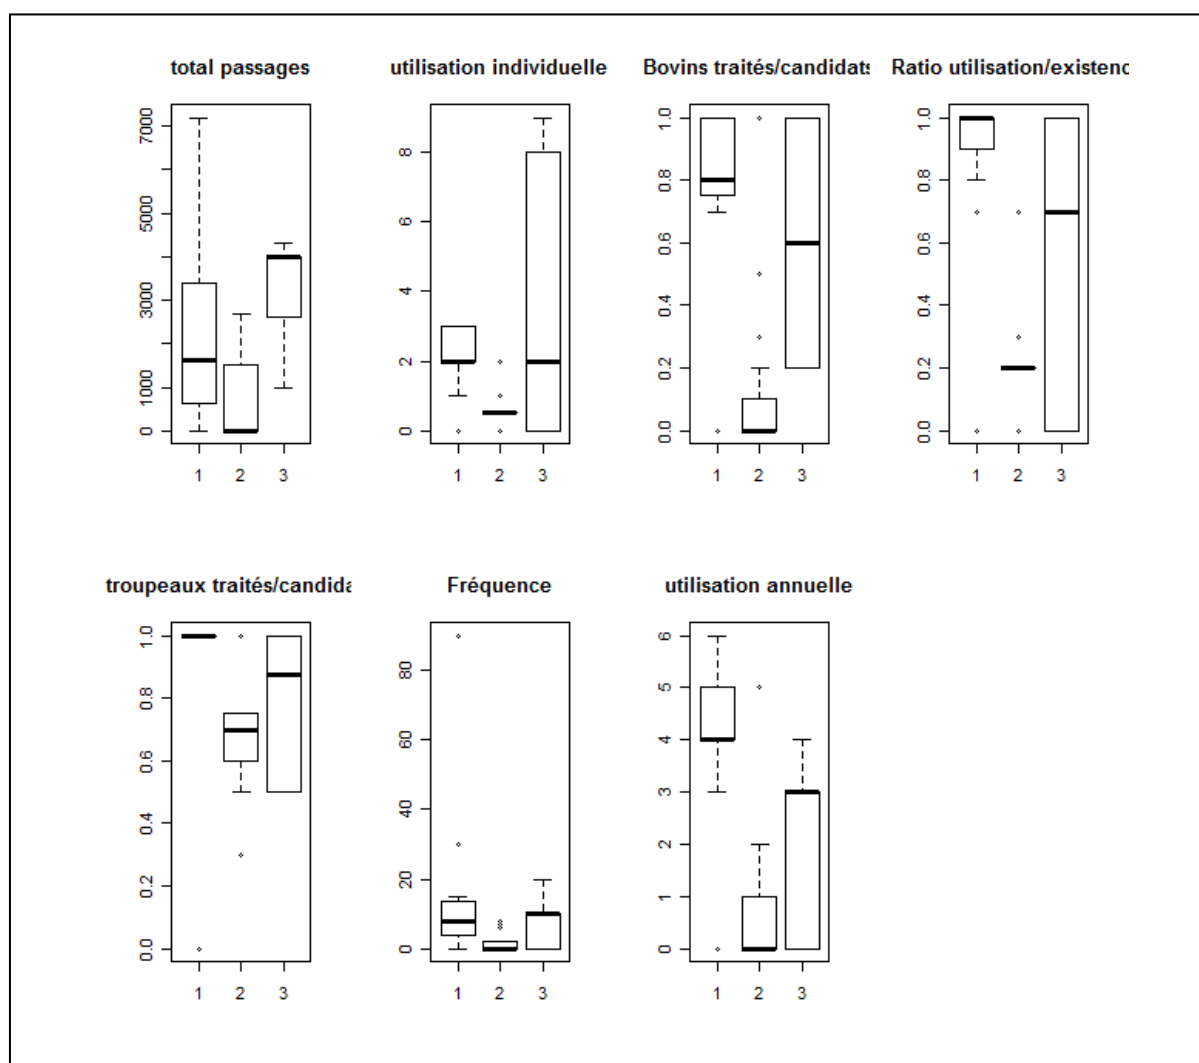 total passages
utilisation individuelle
Bovins traités/candidats
Ratio utilisation/existenc
0 1000 3000 5000 7000
1 2 3
0 2 4 6 8
1 2 3
0.0 0.2 0.4 0.6 0.8 1.0
1 2 3
0.0 0.2 0.4 0.6 0.8 1.0
1 2 3
troupeaux traités/candida
Fréquence
utilisation annuelle
0.0 0.2 0.4 0.6 0.8 1.0
1 2 3
0 20 40 60 80
1 2 3
0 1 2 3 4 5 6
1 2 3